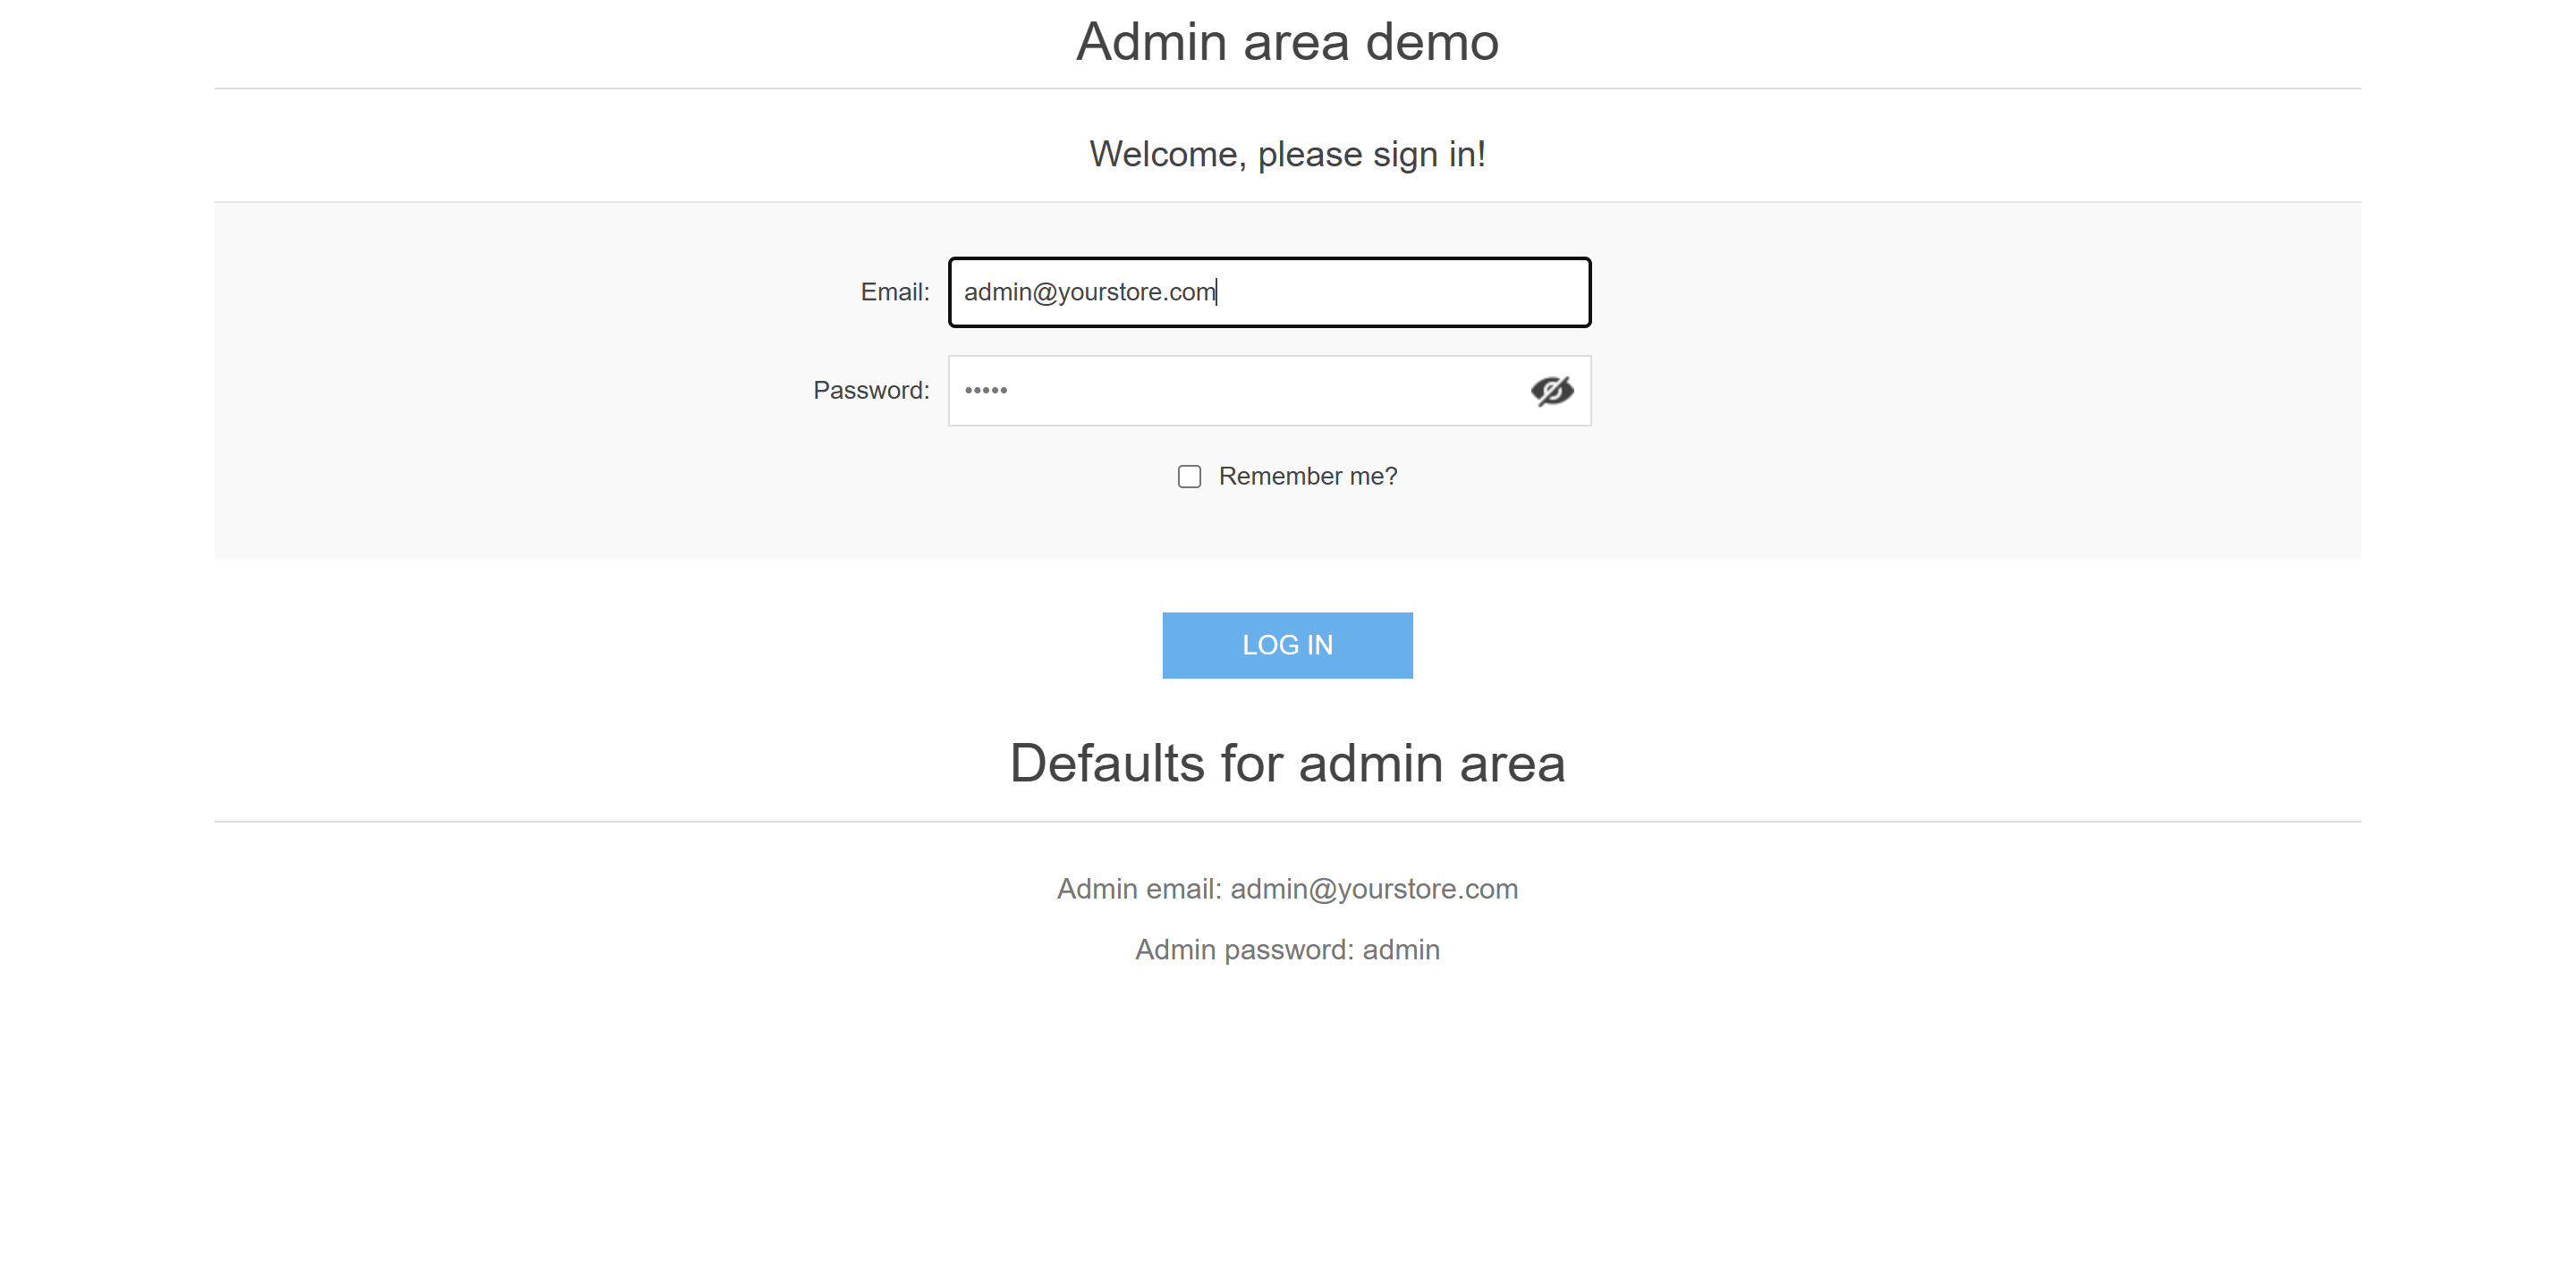 Admin area demo
Welcome, please sign in!
Email: admin@yourstore.com
Password: •••••
Remember me?
LOG IN
Defaults for admin area
Admin email: admin@yourstore.com
Admin password: admin